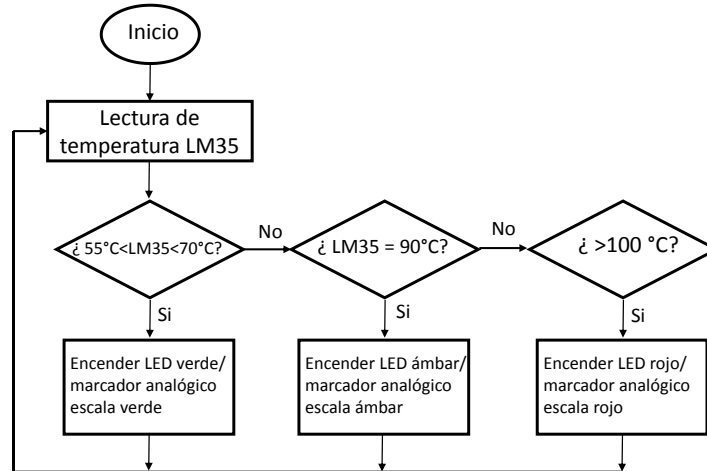 Inicio
Lectura de
temperatura LM35
¿ 55°C<LM35<70°C?
No
¿ LM35 = 90°C?
No
¿ >100 °C?
Si
Si
Si
Encender LED verde/
marcador analógico
escala verde
Encender LED ámbar/
marcador analógico
escala ámbar
Encender LED rojo/
marcador analógico
escala rojo